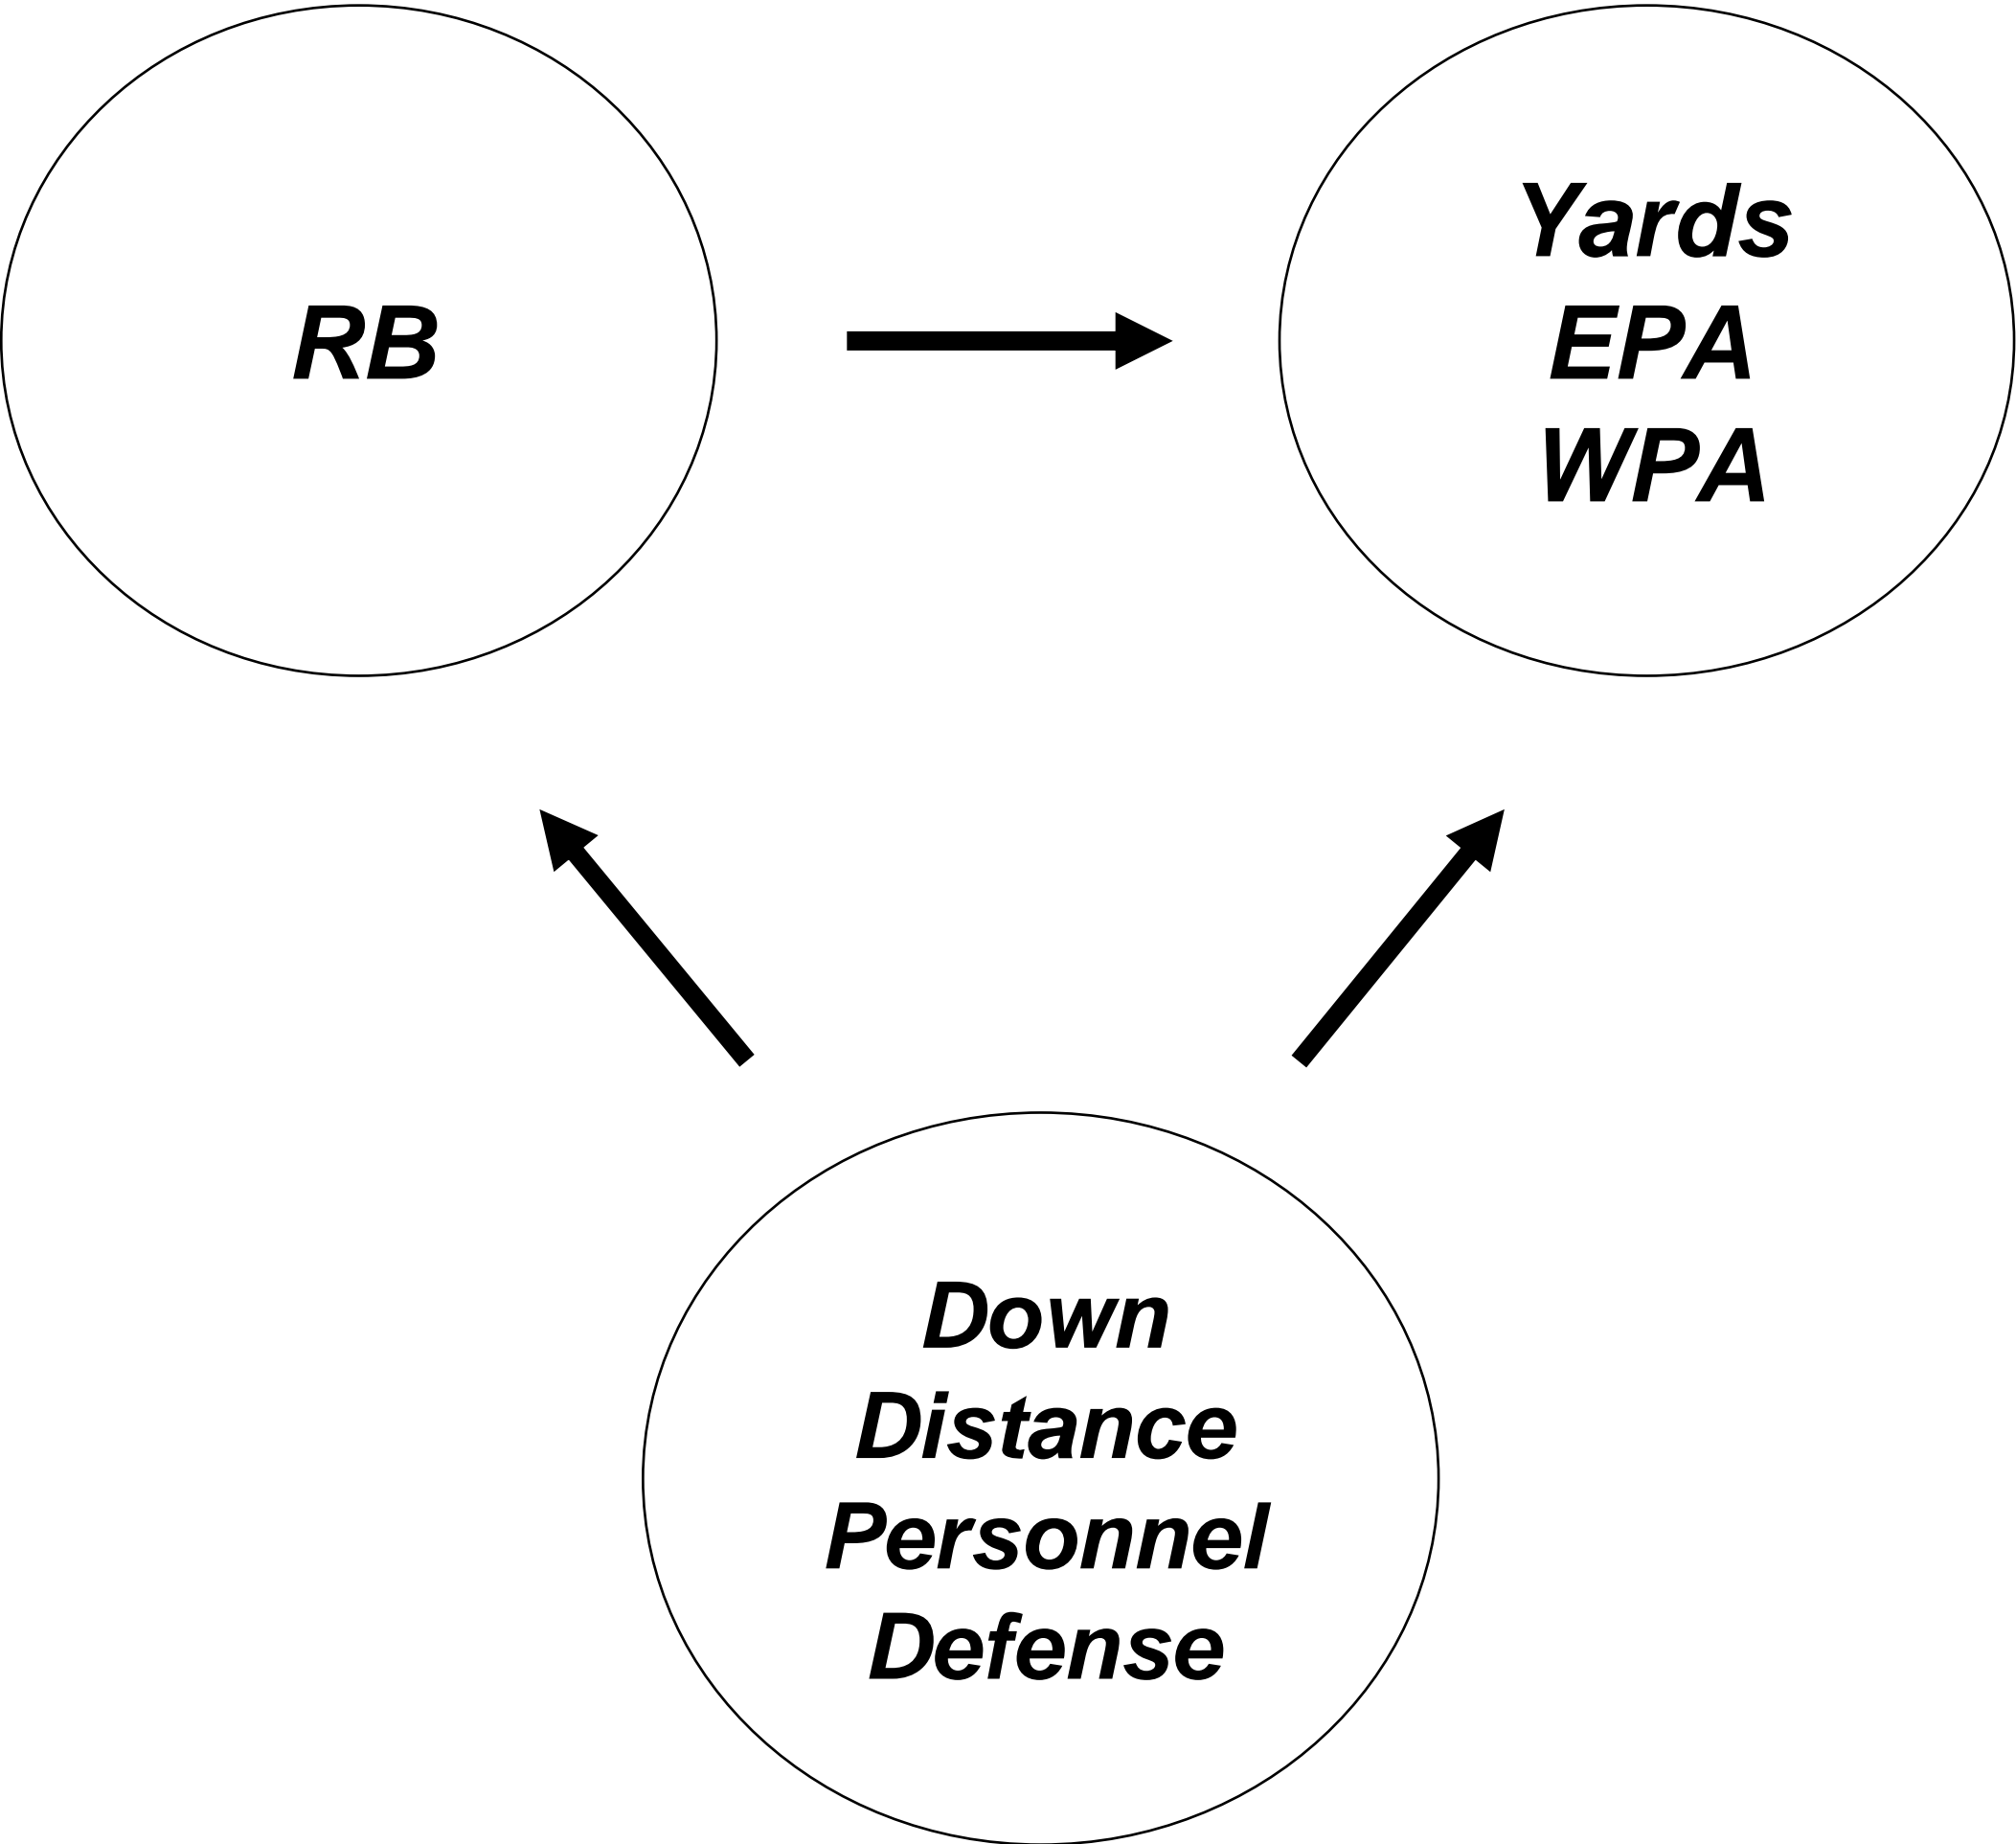 RB
Yards
EPA
WPA
Down
Distance
Personnel
Defense